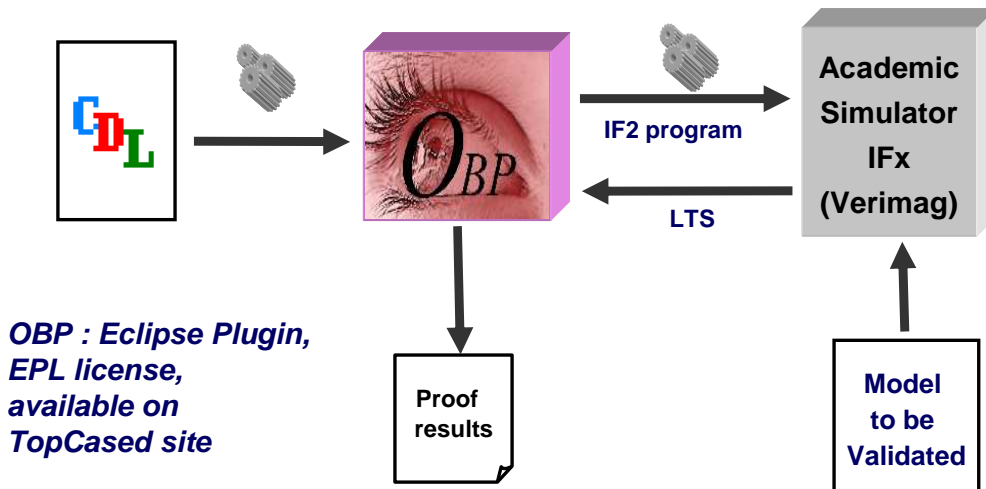 CDL
OBP
IF2 program
LTS
Academic
Simulator
IFx
(Verimag)
OBP : Eclipse Plugin,
EPL license,
available on
TopCased site
Proof
results
Model
to be
Validated